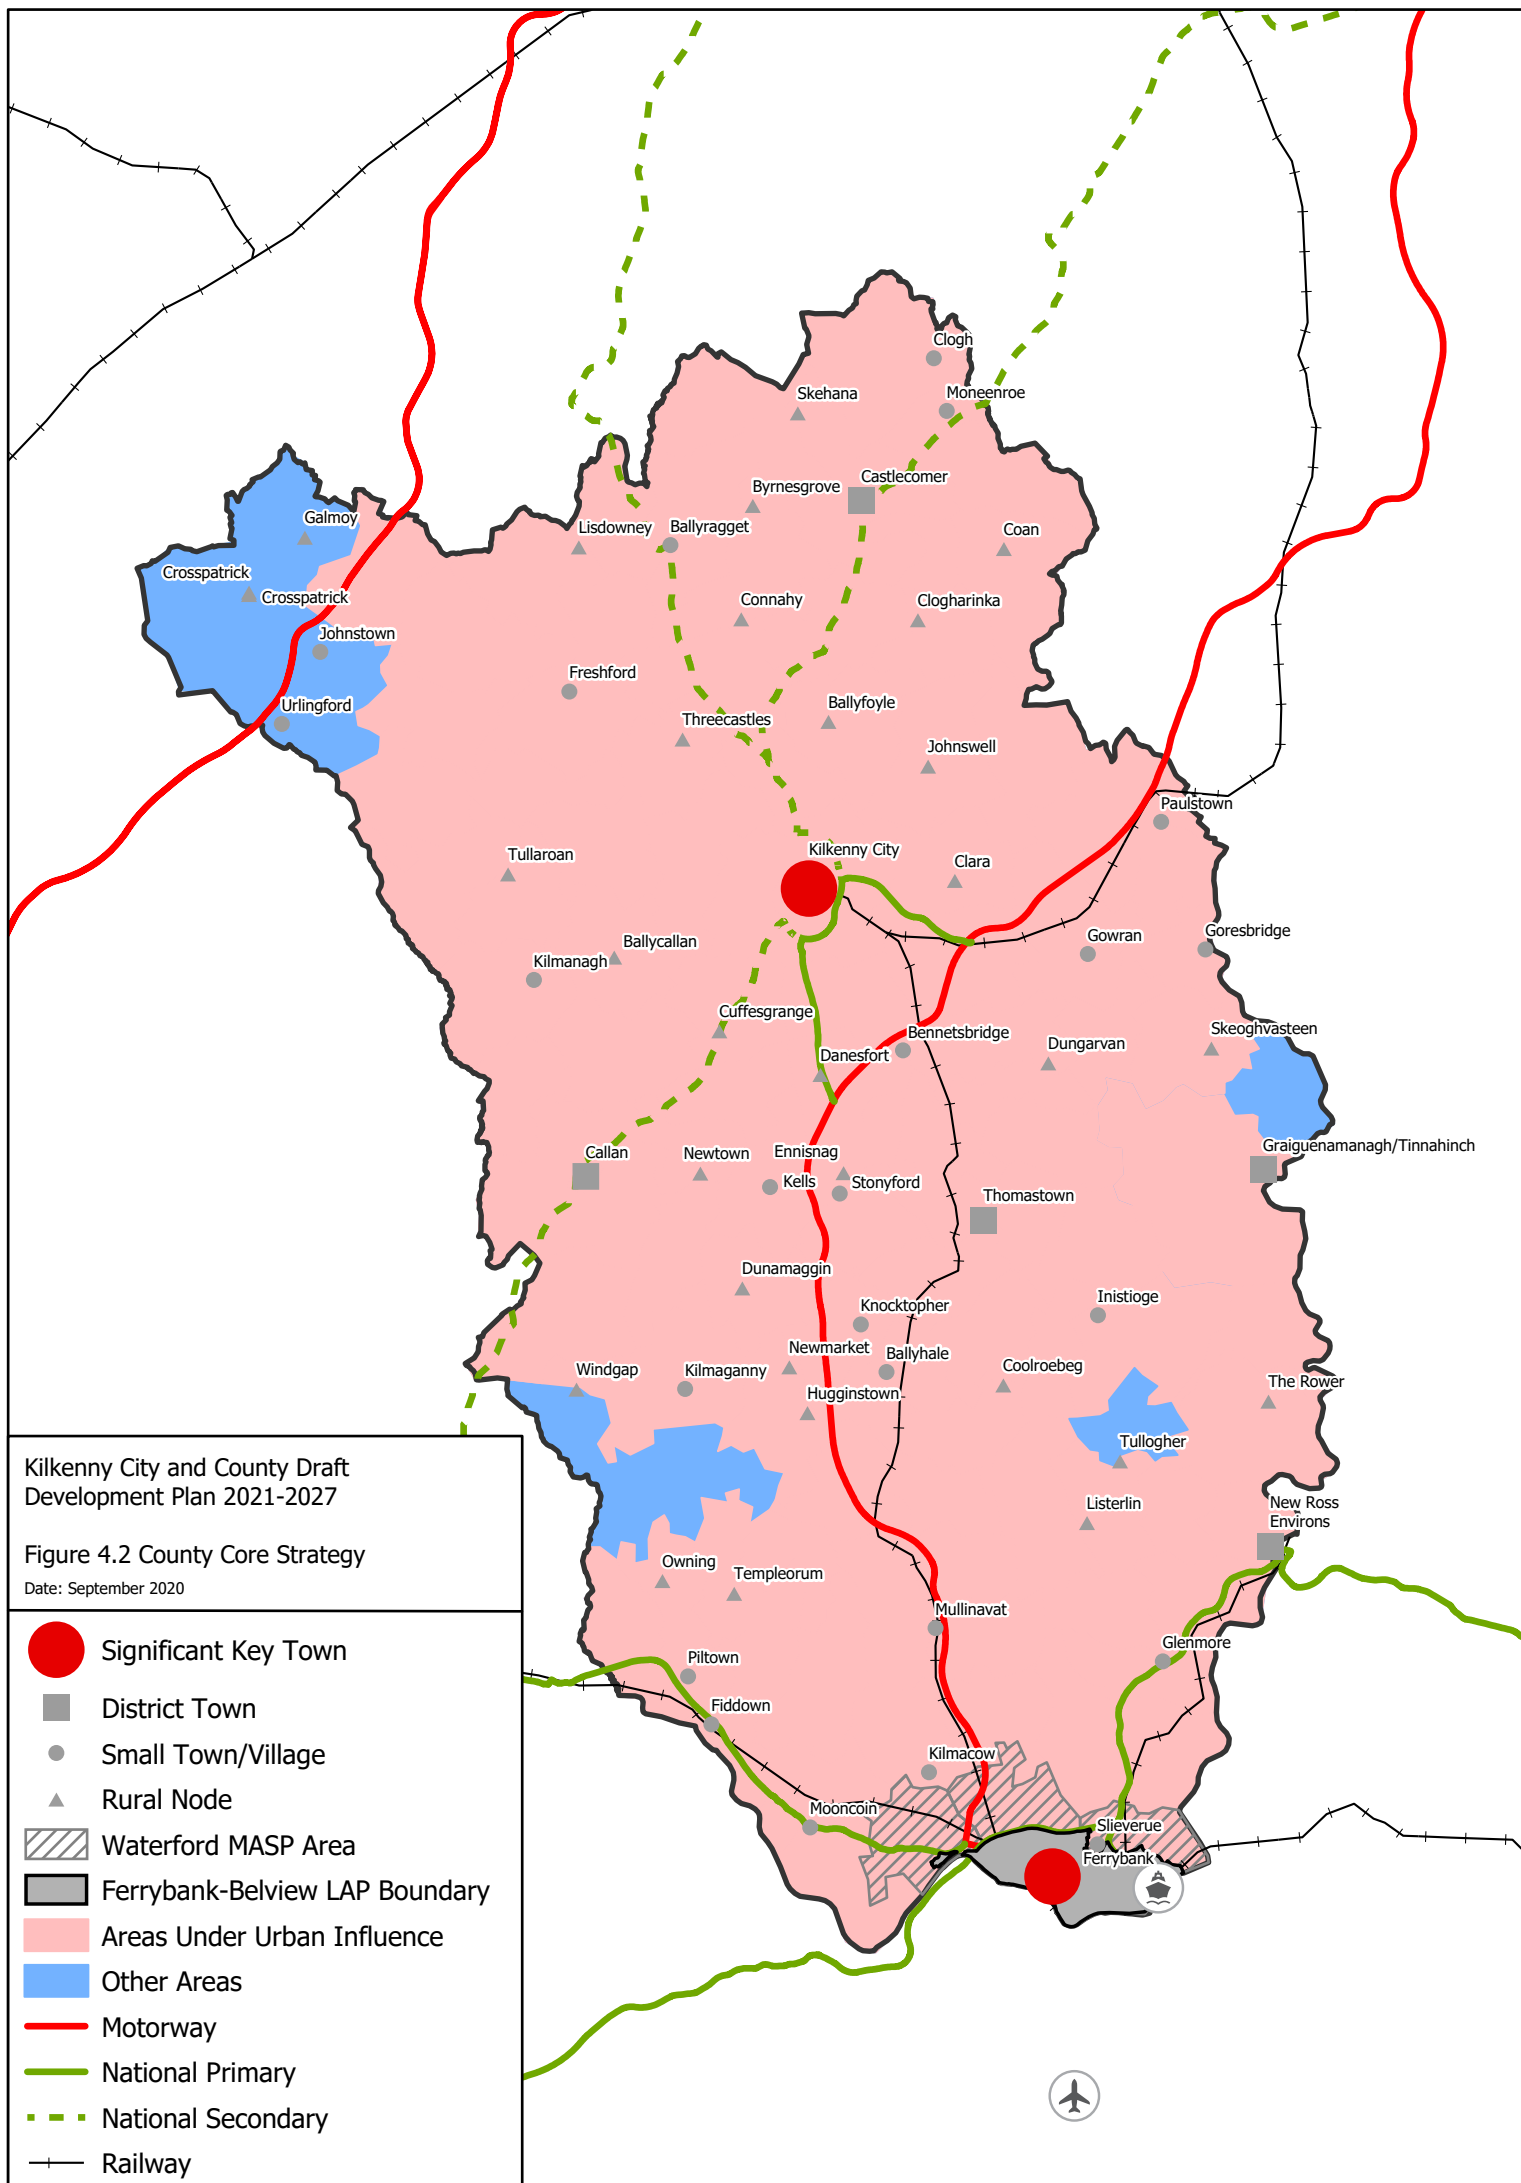 Clogh
Skehana
Moneenroe
Castlecomer
Byrnesgrove
Galmoy
Lisdowney
Ballyragget
Coan
Crosspatrick
Crosspatrick
Connahy
Clogharinka
Johnstown
Freshford
Urlingford
Threecastles
Ballyfoyle
Johnswell
Paulstown
Kilkenny City
Tullaroan
Clara
Ballycallan
Gowran
Goresbridge
Kilmanagh
Cuffesgrange
Bennetsbridge
Skeoghvasteen
Danesfort
Dungarvan
Callan
Newtown
Ennisnag
Graiguenamanagh/Tinnahinch
Kells
Stonyford
Thomastown
Dunamaggin
Knocktopher
Inistioge
Windgap
Kilmaganny
Newmarket
Ballyhale
Coolroebeg
The Rower
Hugginstown
Tullogher
Listerlin
New Ross
Environs
Owning
Templeorum
Mullinavat
Glenmore
Piltown
Fiddown
Kilmacow
Mooncoin
Slieverue
Ferrybank
Kilkenny City and County Draft
Development Plan 2021-2027
Figure 4.2 County Core Strategy
Date: September 2020
Significant Key Town
District Town
Small Town/Village
Rural Node
Waterford MASP Area
Ferrybank-Belview LAP Boundary
Areas Under Urban Influence
Other Areas
Motorway
National Primary
National Secondary
Railway